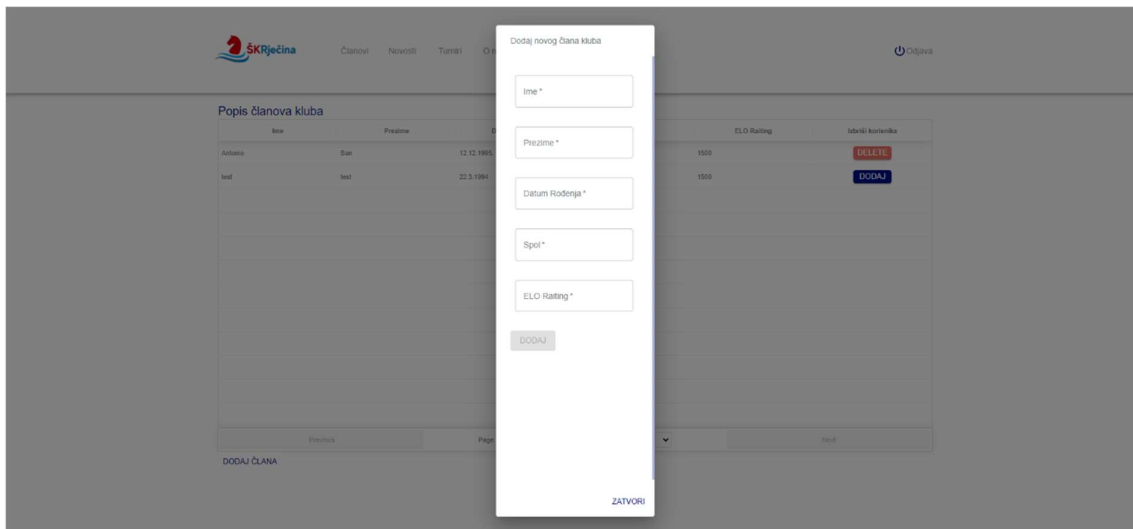 Dodaj novog člana kluba
ŠKRječina
Članovi Novosti Turniri O n
Odjava
Ime *
Popis članova kluba
Ime Prezime D ELO Raiting Izbriši korisnika
Prezime *
Antonio Ban 12.12.1995. 1500 DELETE
test test 22.3.1994 1500 DODAJ
Datum Rođenja *
Spol *
ELO Raiting *
DODAJ
Previous Page Next
DODAJ ČLANA
ZATVORI